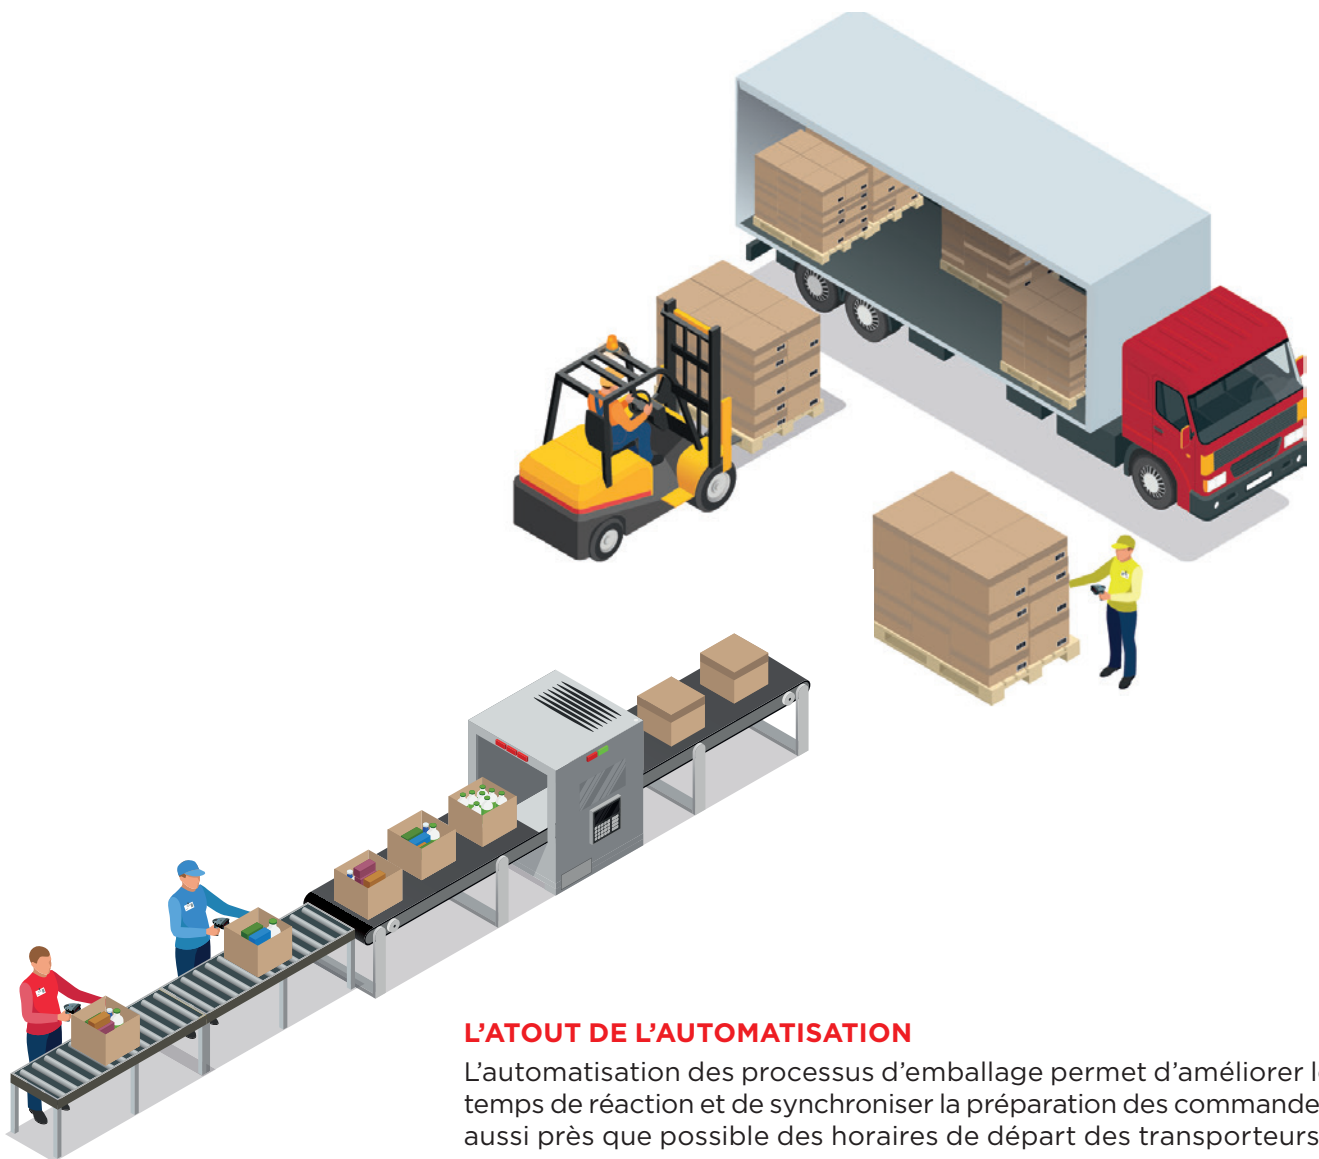 L’ATOUT DE L’AUTOMATISATION
L’automatisation des processus d’emballage permet d’améliorer
temps de réaction et de synchroniser la préparation des commande
aussi près que possible des horaires de départ des transporteurs